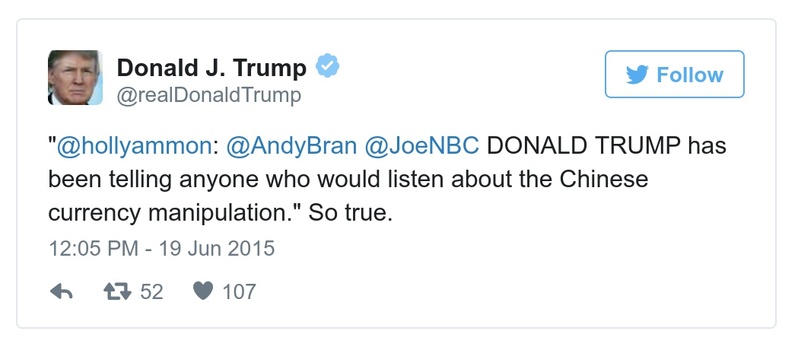 Donald J. Trump
@realDonaldTrump
Follow
"@hollyammon: @AndyBran @JoeNBC DONALD TRUMP has
been telling anyone who would listen about the Chinese
currency manipulation." So true.
12:05 PM - 19 Jun 2015
52 107